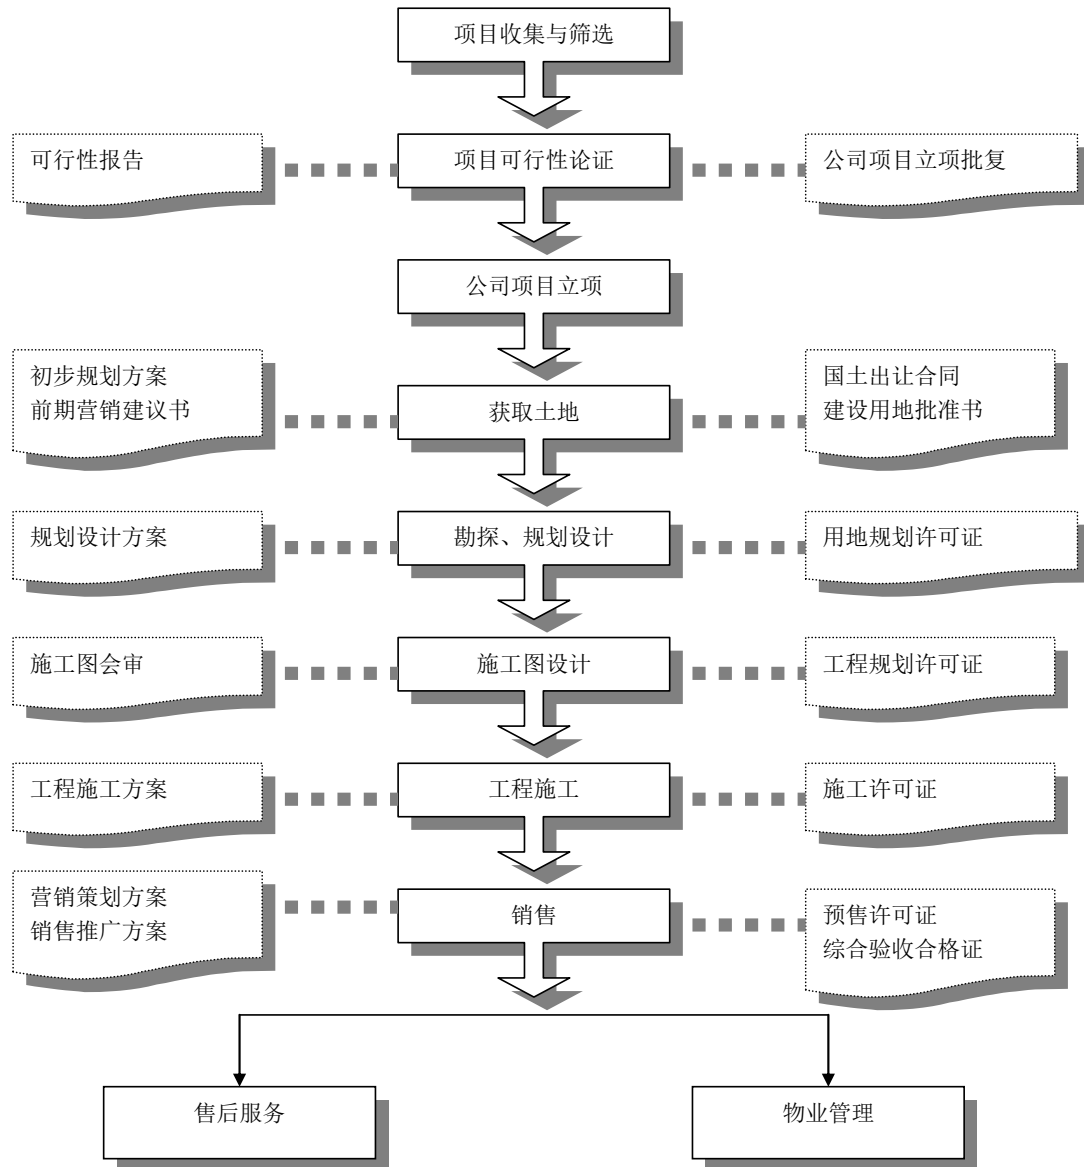 项目收集与筛选
可行性报告
项目可行性论证
公司项目立项批复
公司项目立项
初步规划方案
前期营销建议书
获取土地
国土出让合同
建设用地批准书
规划设计方案
勘探、规划设计
用地规划许可证
施工图会审
施工图设计
工程规划许可证
工程施工方案
工程施工
施工许可证
营销策划方案
销售推广方案
销售
预售许可证
综合验收合格证
售后服务
物业管理